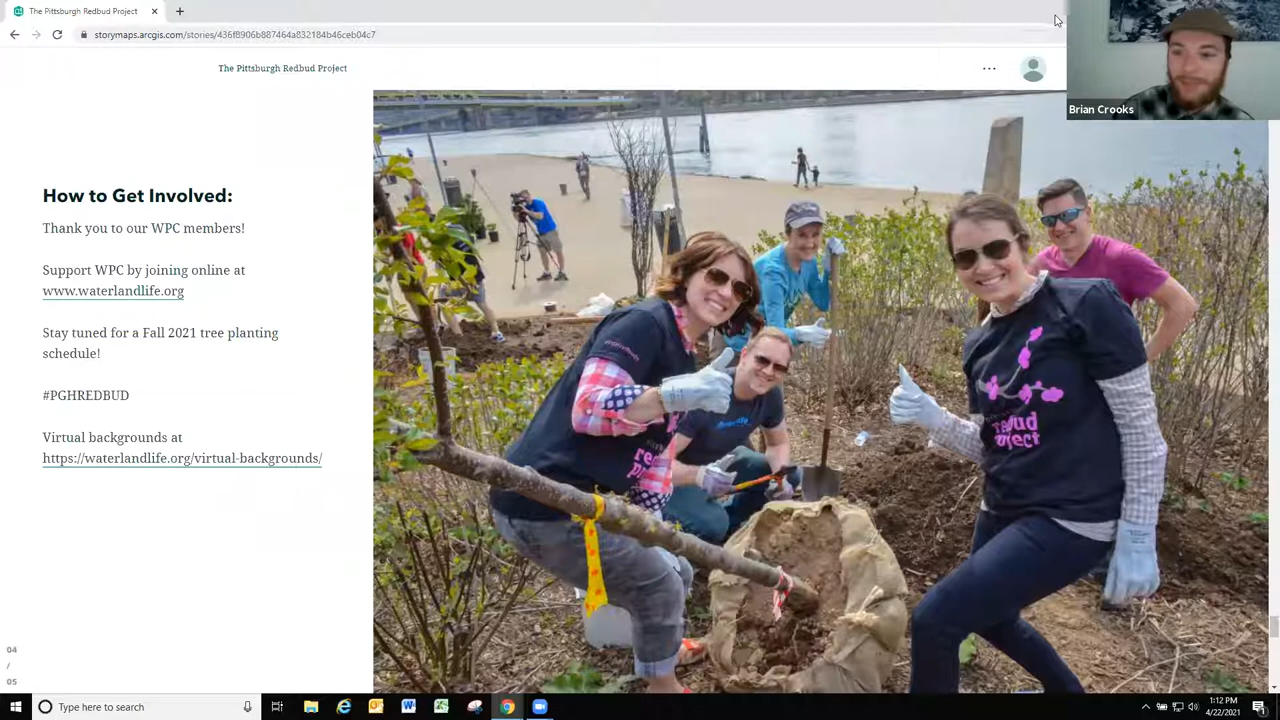 The Pittsburgh Redbud Project
storymaps.arcgis.com/stories/436f8906b887464a832184b46ceb04c7
The Pittsburgh Redbud Project
Brian Crooks
How to Get Involved:
Thank you to our WPC members!
Support WPC by joining online at
www.waterlandlife.org
Stay tuned for a Fall 2021 tree planting
schedule!
#PGHREDBUD
Virtual backgrounds at
https://waterlandlife.org/virtual-backgrounds/
redbud
project
04
/
05
Type here to search
1:12 PM
4/22/2021